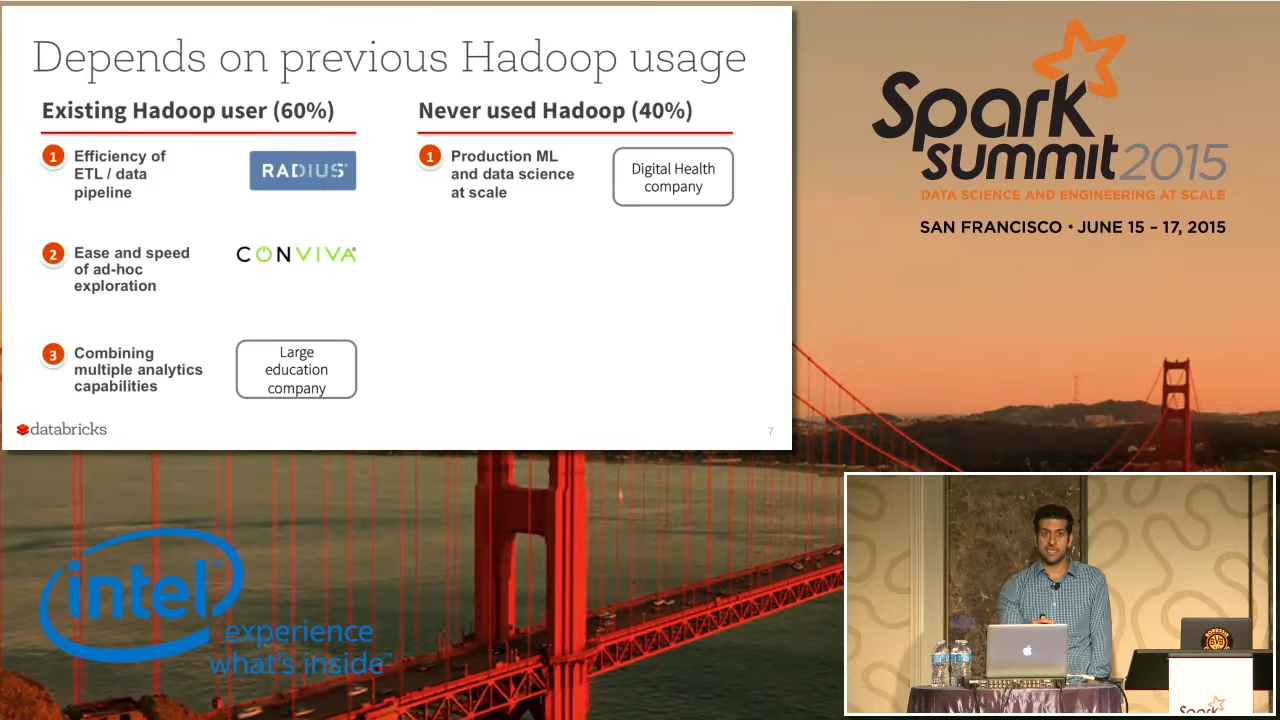 Depends on previous Hadoop usage
Existing Hadoop user (60%)
1
Efficiency of
ETL / data
pipeline
RADIUS
2
Ease and speed
of ad-hoc
exploration
CONVIVA
3
Combining
multiple analytics
capabilities
Large
education
company
Never used Hadoop (40%)
1
Production ML
and data science
at scale
Digital Health
company
databricks
7
Spark
summit 2015
DATA SCIENCE AND ENGINEERING AT SCALE
SAN FRANCISCO • JUNE 15 – 17, 2015
intel®
experience
what's inside™
Spark